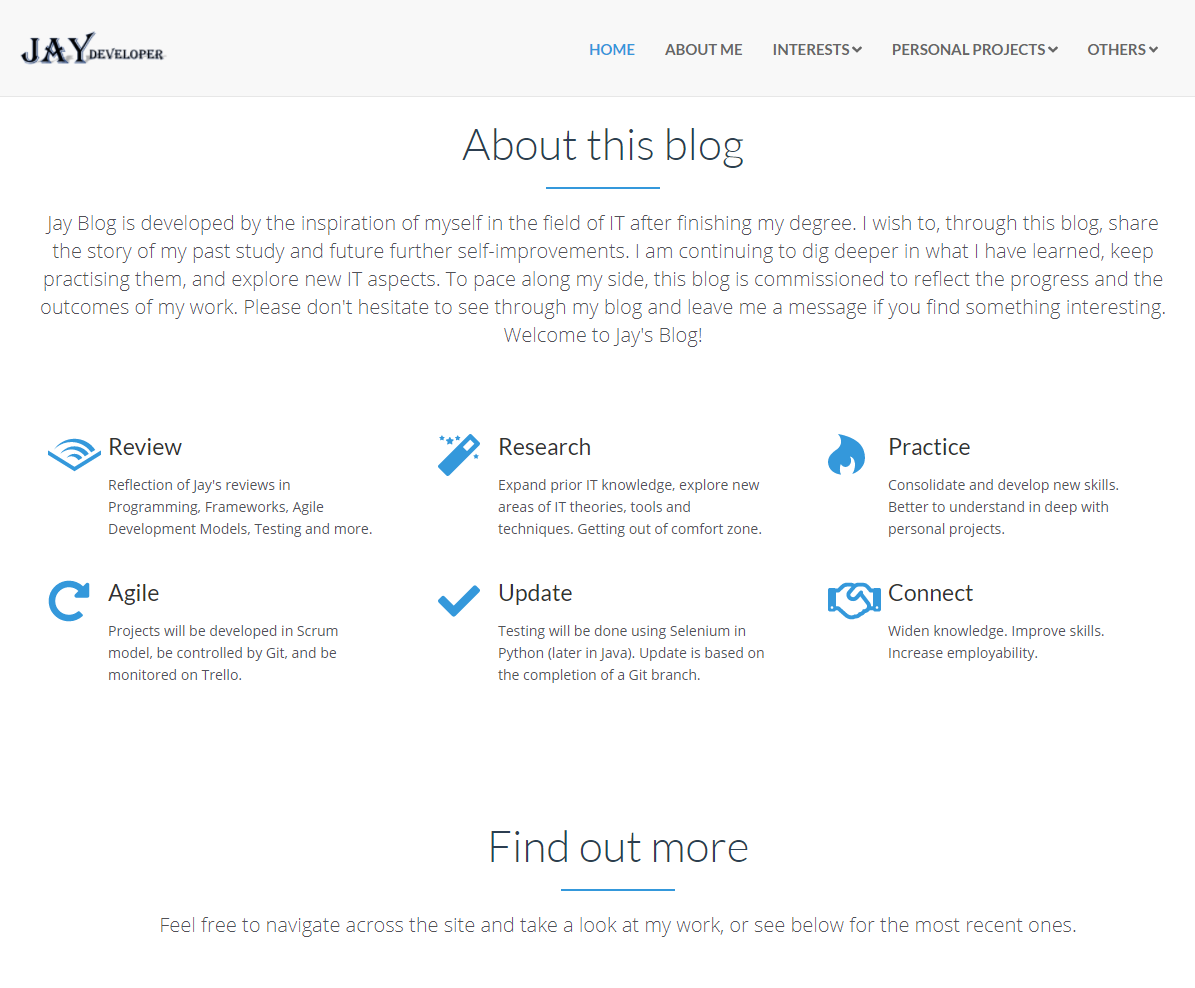 JAY DEVELOPER
HOME ABOUT ME INTERESTS PERSONAL PROJECTS OTHERS
About this blog
Jay Blog is developed by the inspiration of myself in the field of IT after finishing my degree. I wish to, through this blog, share
the story of my past study and future further self-improvements. I am continuing to dig deeper in what I have learned, keep
practising them, and explore new IT aspects. To pace along my side, this blog is commissioned to reflect the progress and the
outcomes of my work. Please don't hesitate to see through my blog and leave me a message if you find something interesting.
Welcome to Jay's Blog!
Review
Reflection of Jay's reviews in
Programming, Frameworks, Agile
Development Models, Testing and more.
Research
Expand prior IT knowledge, explore new
areas of IT theories, tools and
techniques. Getting out of comfort zone.
Practice
Consolidate and develop new skills.
Better to understand in deep with
personal projects.
Agile
Projects will be developed in Scrum
model, be controlled by Git, and be
monitored on Trello.
Update
Testing will be done using Selenium in
Python (later in Java). Update is based on
the completion of a Git branch.
Connect
Widen knowledge. Improve skills.
Increase employability.
Find out more
Feel free to navigate across the site and take a look at my work, or see below for the most recent ones.